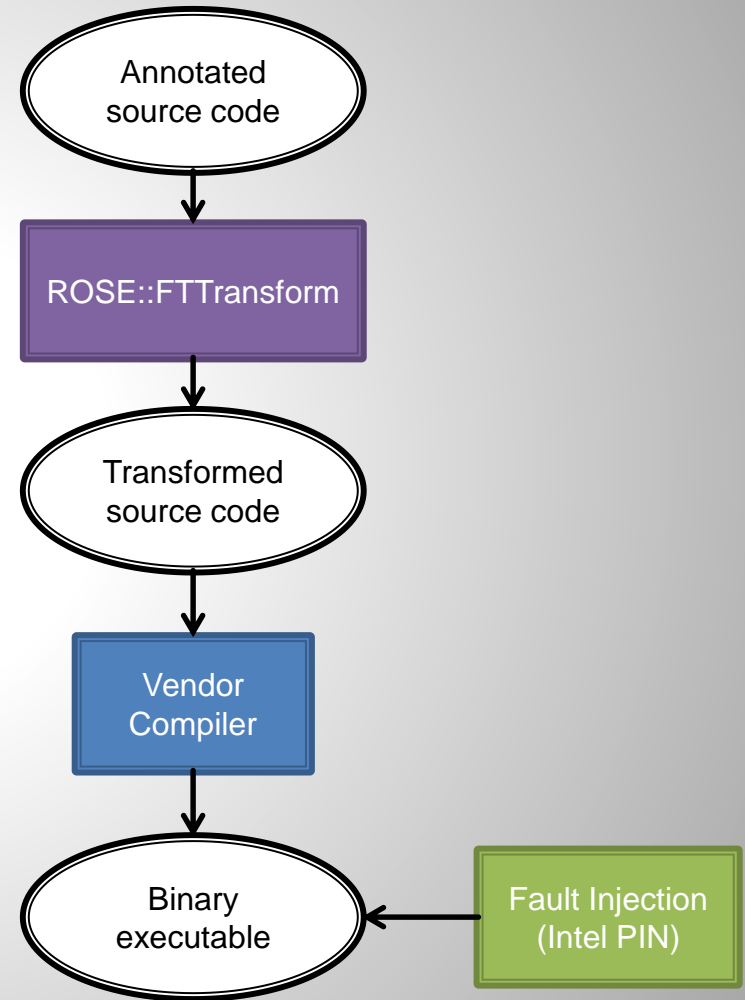 Annotated
source code
ROSE::FTTransform
Transformed
source code
Vendor
Compiler
Binary
executable
Fault Injection
(Intel PIN)